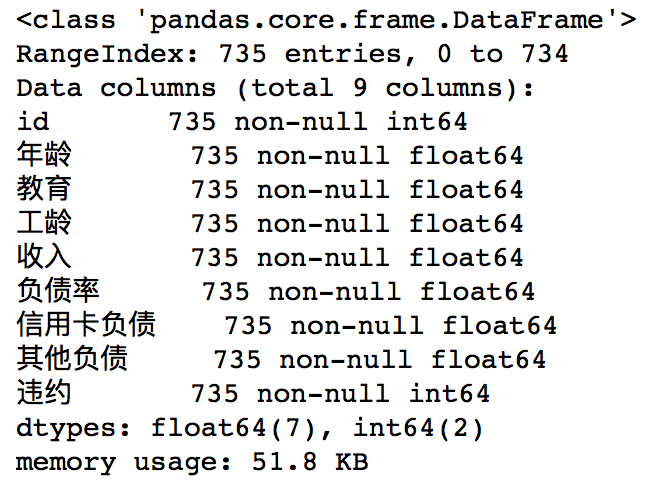 <class 'pandas.core.frame.DataFrame'>
RangeIndex: 735 entries, 0 to 734
Data columns (total 9 columns):
id 735 non-null int64
年龄 735 non-null float64
教育 735 non-null float64
工龄 735 non-null float64
收入 735 non-null float64
负债率 735 non-null float64
信用卡负债 735 non-null float64
其他负债 735 non-null float64
违约 735 non-null int64
dtypes: float64(7), int64(2)
memory usage: 51.8 KB